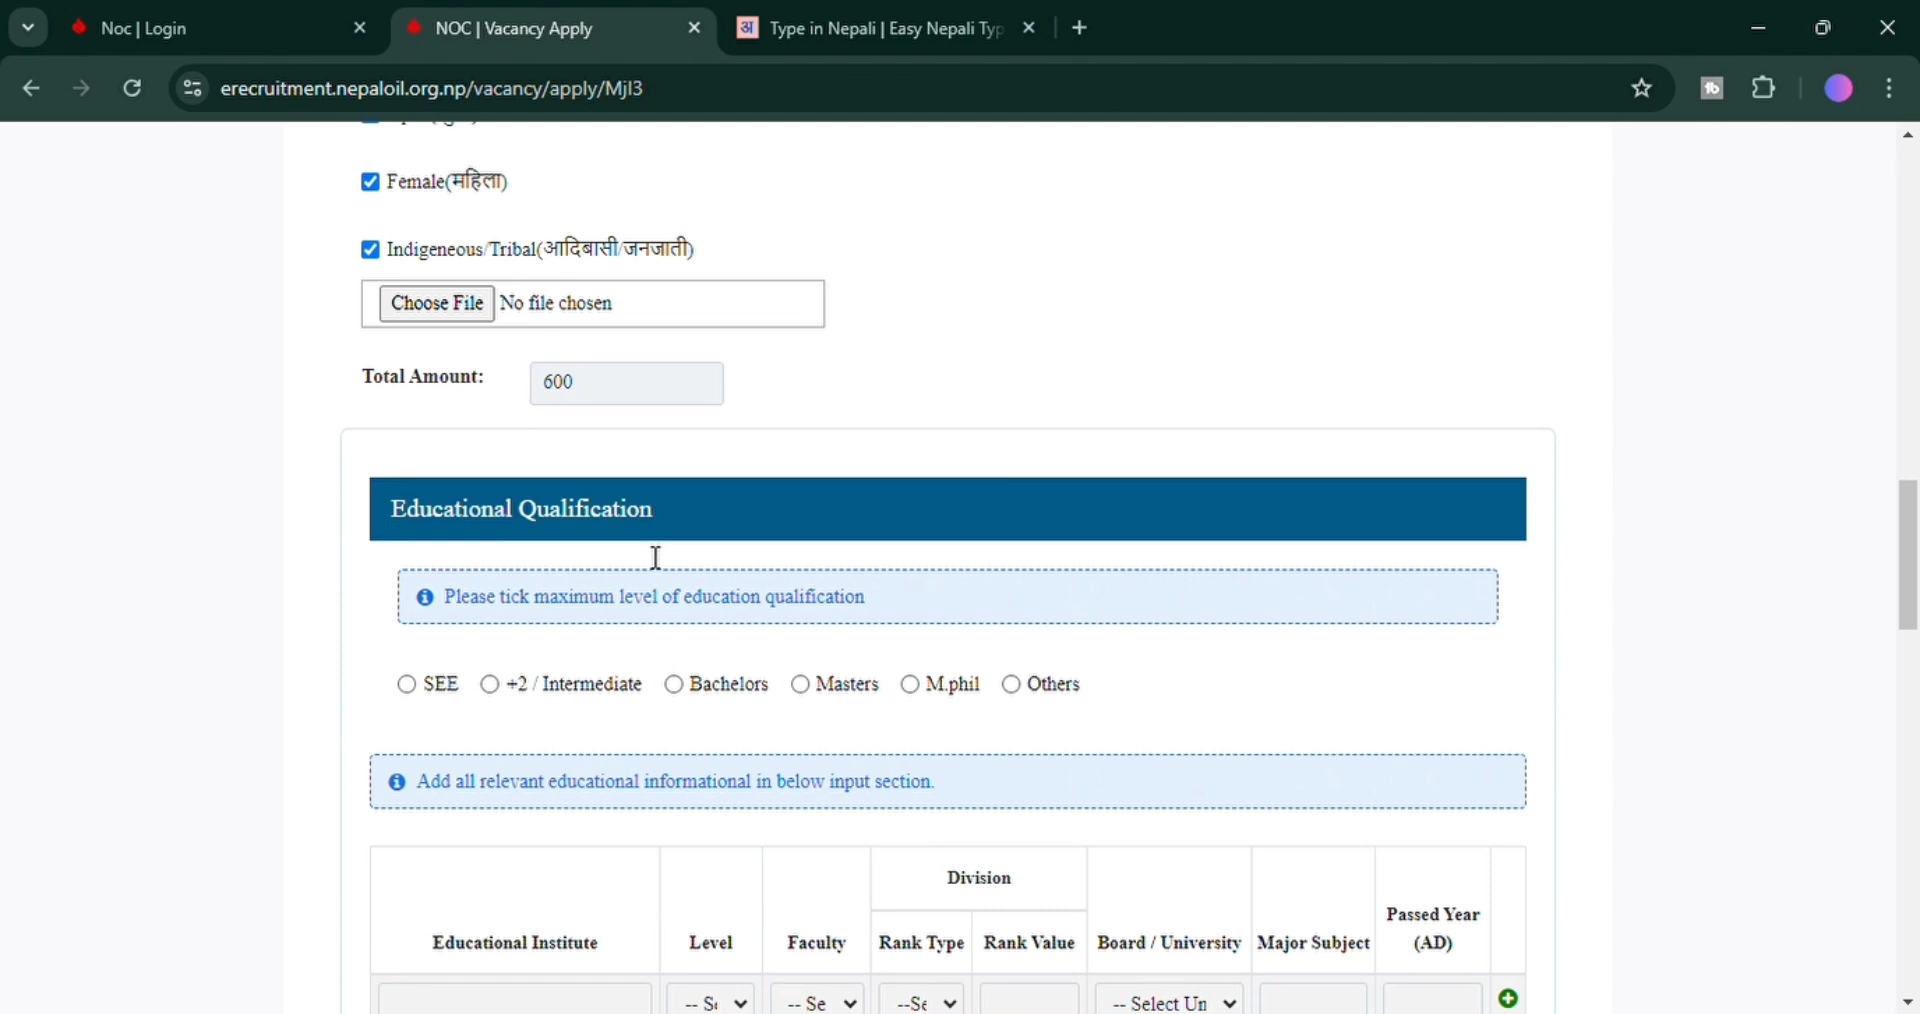 Noc | Login
NOC | Vacancy Apply
Type in Nepali | Easy Nepali Typ
erecruitment.nepaloil.org.np/vacancy/apply/MjI3
Female(महिला)
Indigeneous/Tribal(आदिबासी/जनजाती)
Choose File No file chosen
Total Amount: 600
Educational Qualification
Please tick maximum level of education qualification
SEE +2 / Intermediate Bachelors Masters M.phil Others
Add all relevant educational informational in below input section.
Division
Educational Institute Level Faculty Rank Type Rank Value Board / University Major Subject Passed Year (AD)
-- Se --Se -- Select Un